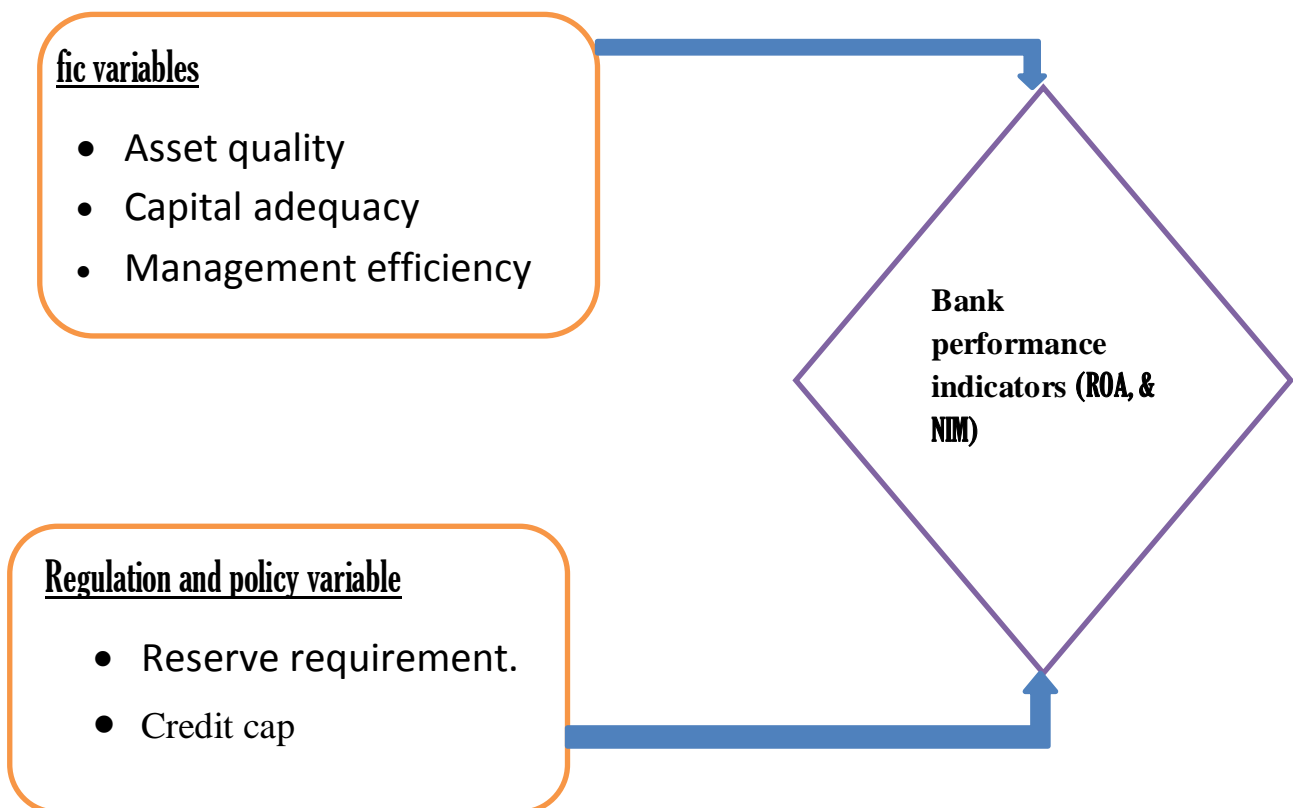 fic variables
• Asset quality
• Capital adequacy
• Management efficiency
Bank
performance
indicators (ROA, &
NIM)
Regulation and policy variable
• Reserve requirement.
• Credit cap